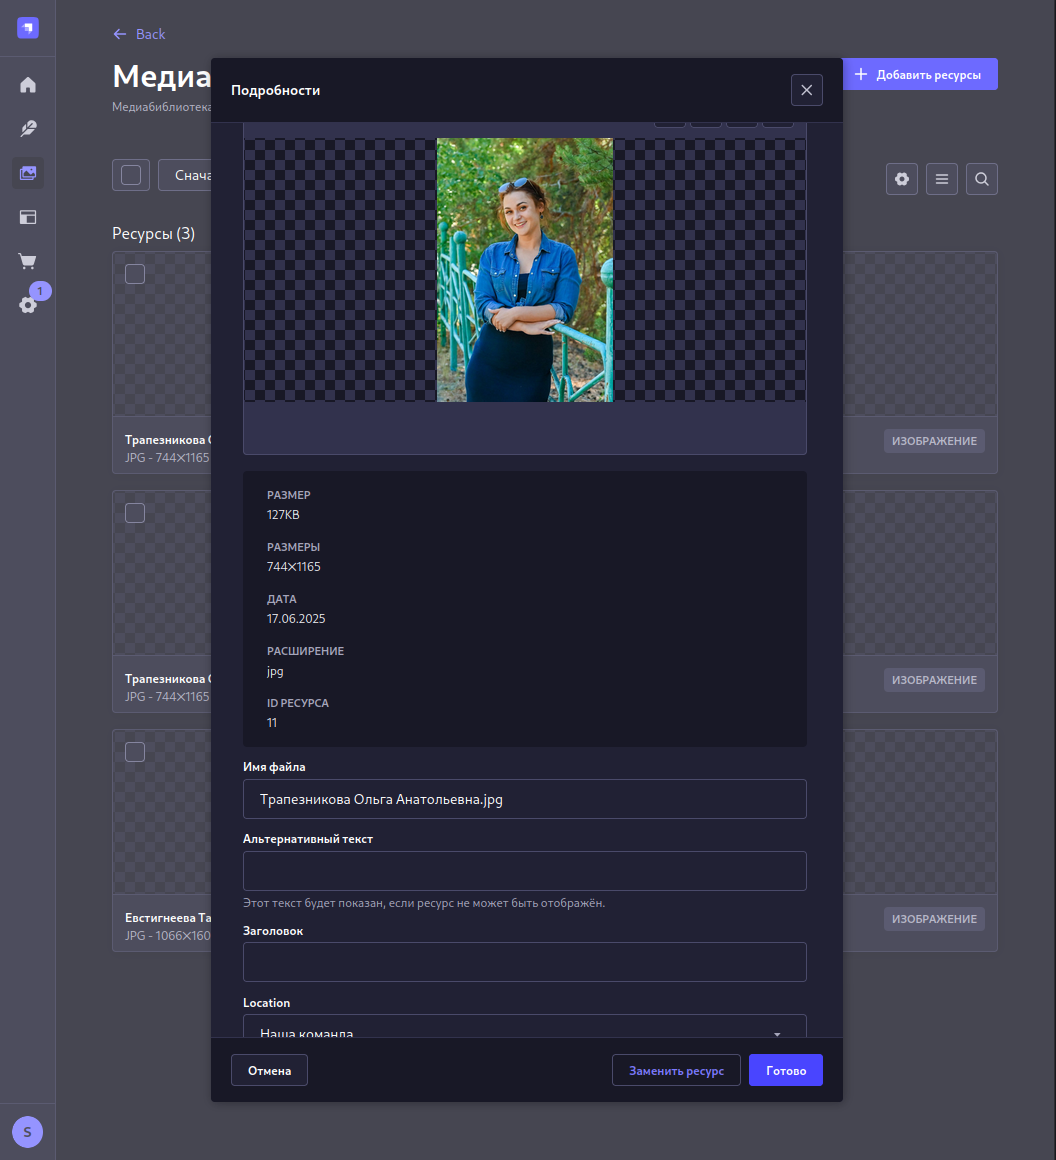 Back
Медиа
Медиабиблиотека
Добавить ресурсы
Снача
Ресурсы (3)
1
Трапезникова О
JPG - 744✕1165
ИЗОБРАЖЕНИЕ
Трапезникова О
JPG - 744✕1165
ИЗОБРАЖЕНИЕ
Евстигнеева Та
JPG - 1066✕160
ИЗОБРАЖЕНИЕ
S
Подробности
РАЗМЕР
127KB
РАЗМЕРЫ
744✕1165
ДАТА
17.06.2025
РАСШИРЕНИЕ
jpg
ID РЕСУРСА
11
Имя файла
Трапезникова Ольга Анатольевна.jpg
Альтернативный текст
Этот текст будет показан, если ресурс не может быть отображён.
Заголовок
Location
Наша команда
Отмена
Заменить ресурс
Готово